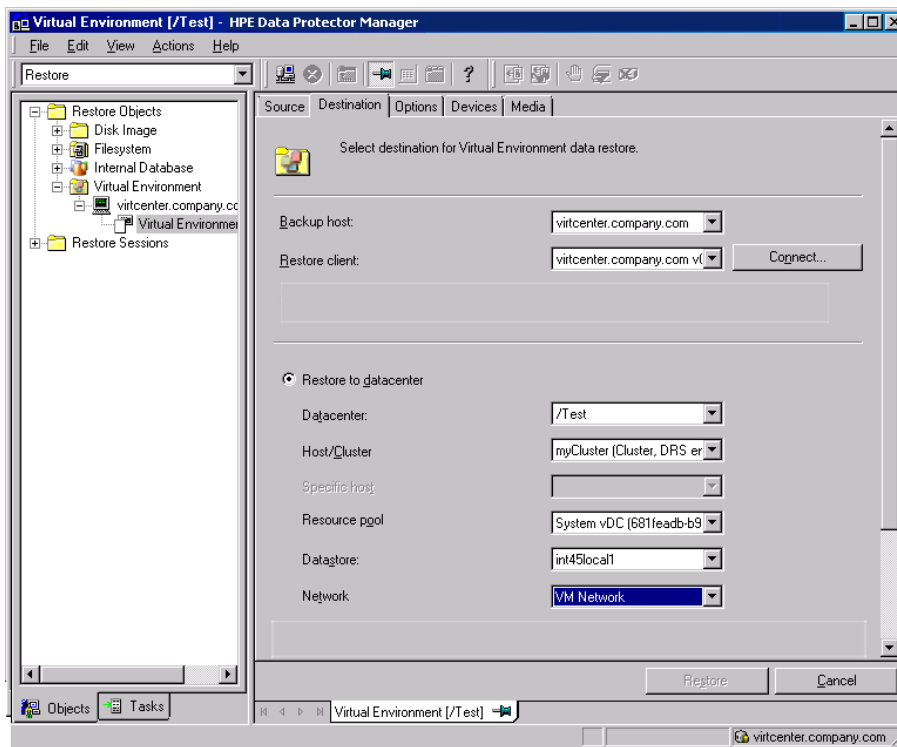 Virtual Environment [/Test] - HPE Data Protector Manager
File Edit View Actions Help
Restore
Source Destination Options Devices Media
Restore Objects
Disk Image
Filesystem
Internal Database
Virtual Environment
virtcenter.company.cc
Virtual Environmer
Restore Sessions
Select destination for Virtual Environment data restore.
Backup host: virtcenter.company.com
Restore client: virtcenter.company.com v( Connect...
Restore to datacenter
Datacenter: /Test
Host/Cluster myCluster (Cluster, DRS er
Specific host
Resource pool System vDC (681feadb-b9
Datastore: int45local1
Network VM Network
Restore Cancel
Objects Tasks
Virtual Environment [/Test]
virtcenter.company.com